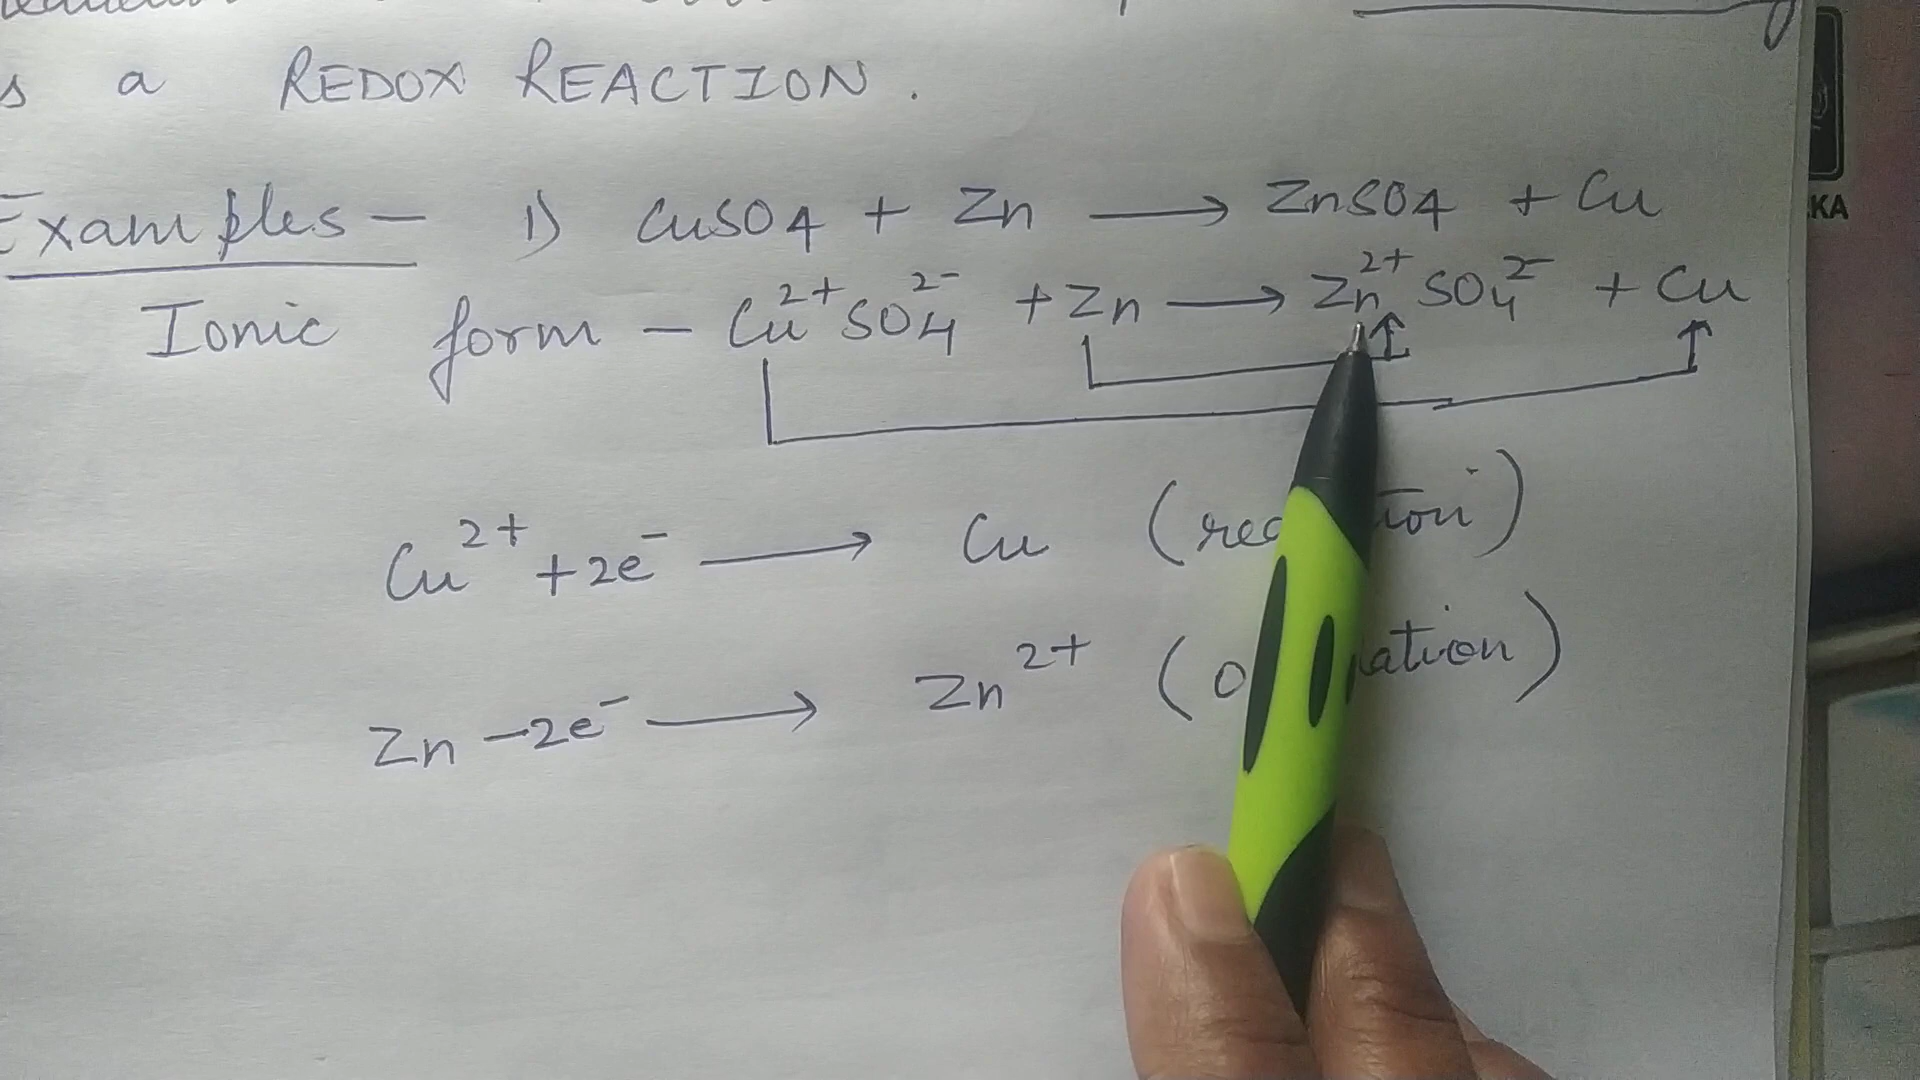 a REDOX REACTION.
Examples - 1) CuSO4 + Zn ⟶ ZnSO4 + Cu
Ionic form - Cu²⁺SO₄²⁻ + Zn ⟶ Zn²⁺SO₄²⁻ + Cu
Cu²⁺ + 2e⁻ ⟶ Cu
Zn - 2e⁻ ⟶ Zn²⁺
KA